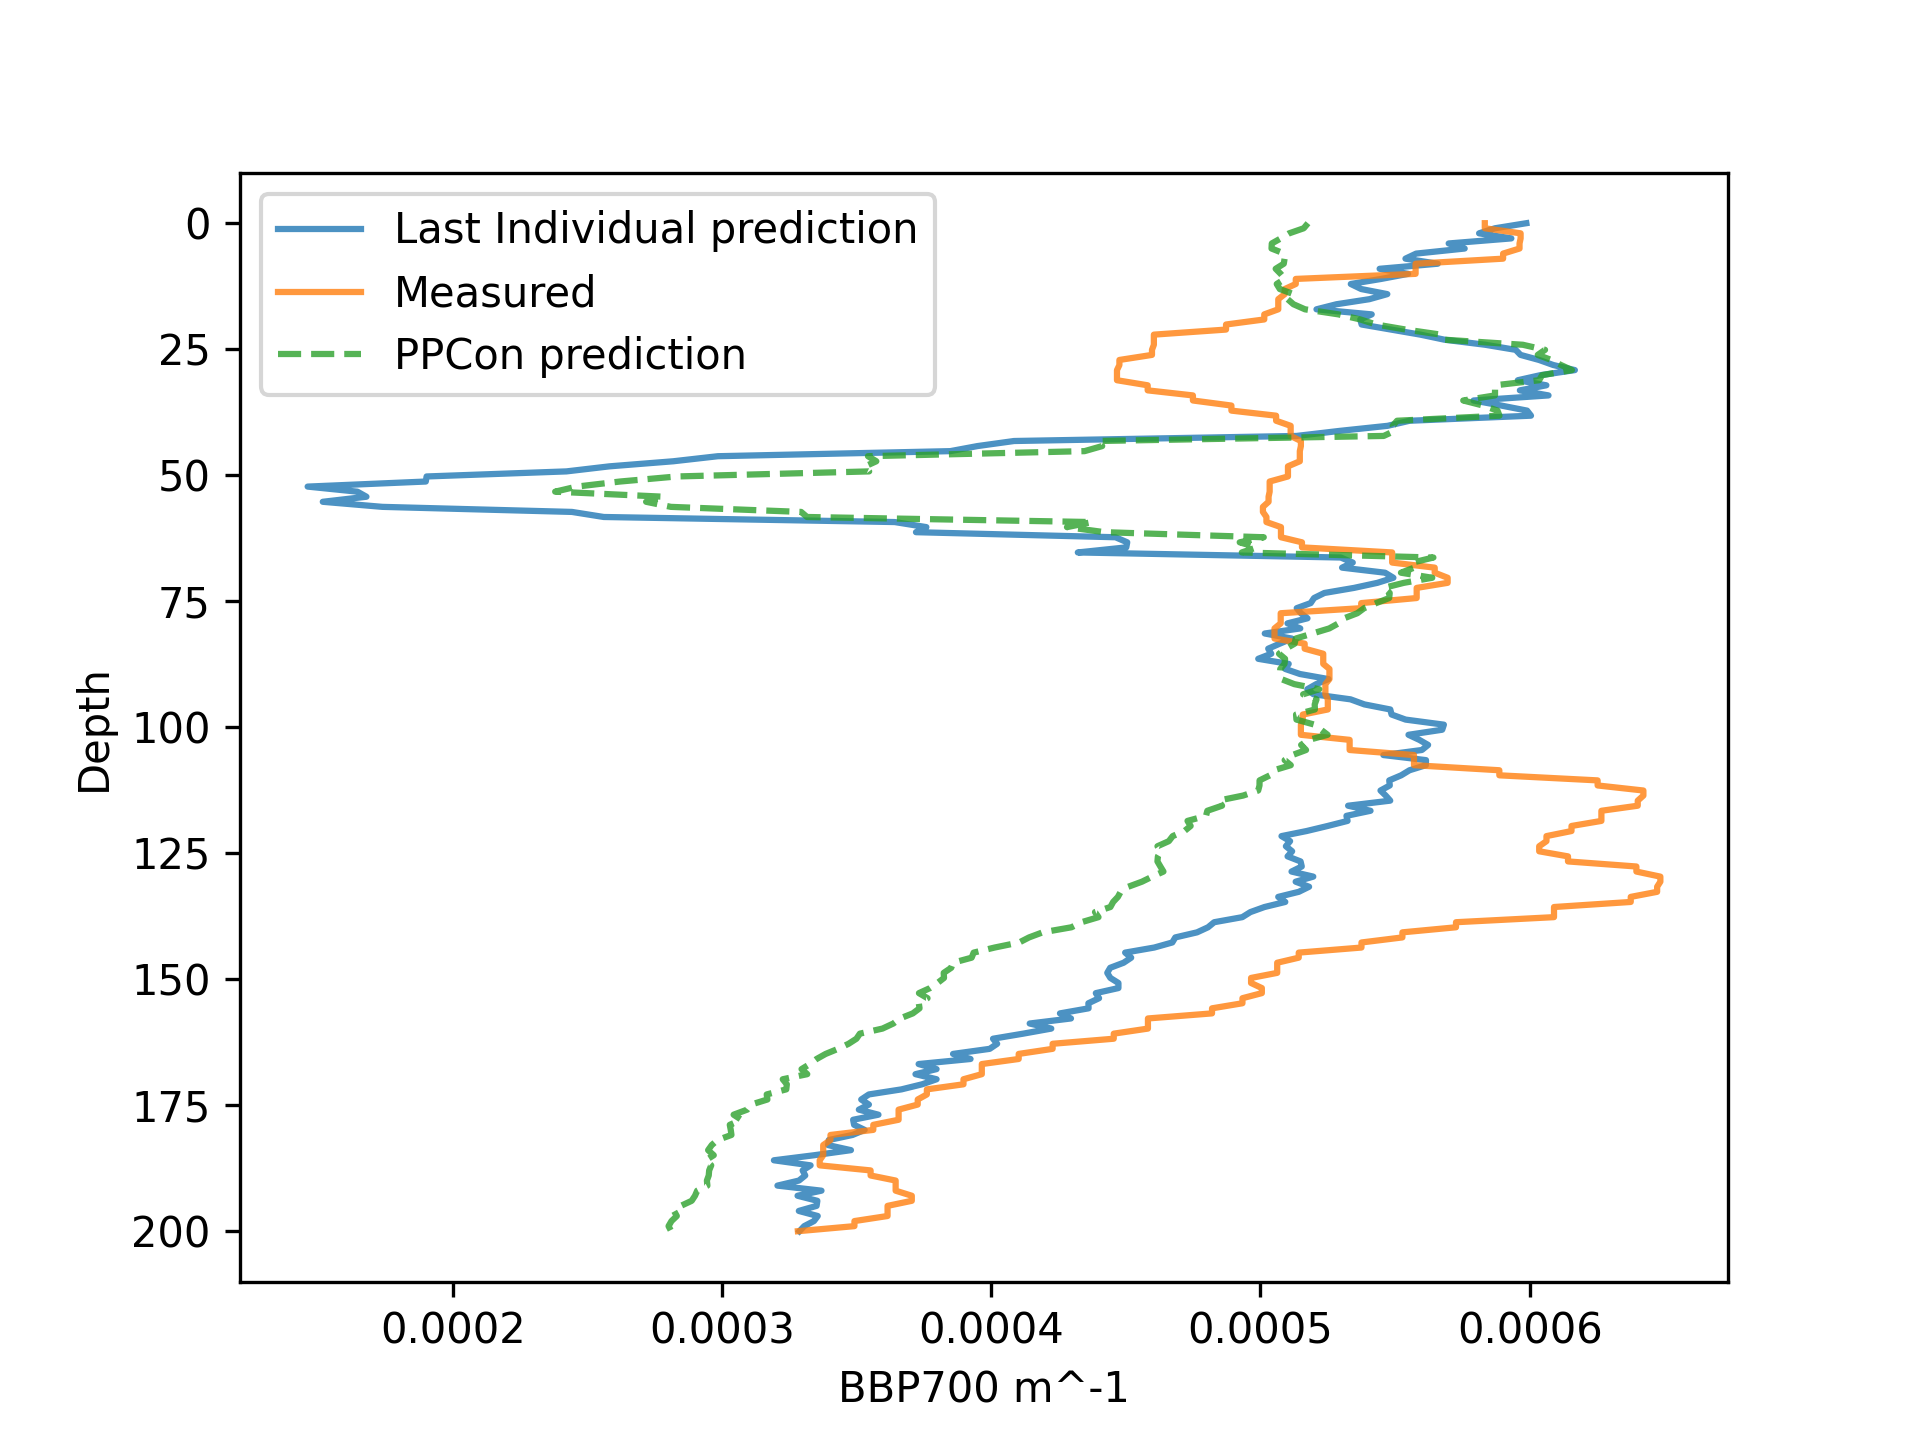 Last Individual prediction
Measured
PPCon prediction
0
25
50
75
100
125
150
175
200
Depth
0.0002 0.0003 0.0004 0.0005 0.0006
BBP700 m^-1